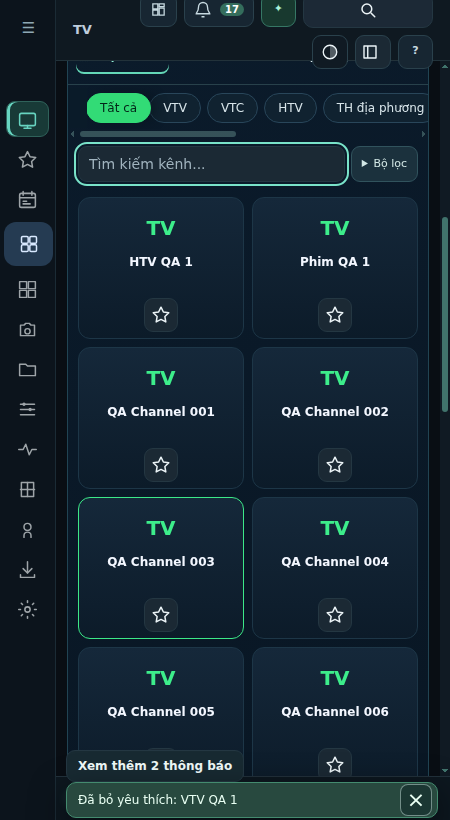 17
TV
?
Tất cả
VTV
VTC
HTV
TH địa phương
Tìm kiếm kênh...
Bộ lọc
TV
HTV QA 1
TV
Phim QA 1
TV
QA Channel 001
TV
QA Channel 002
TV
QA Channel 003
TV
QA Channel 004
TV
QA Channel 005
TV
QA Channel 006
Xem thêm 2 thông báo
Đã bỏ yêu thích: VTV QA 1